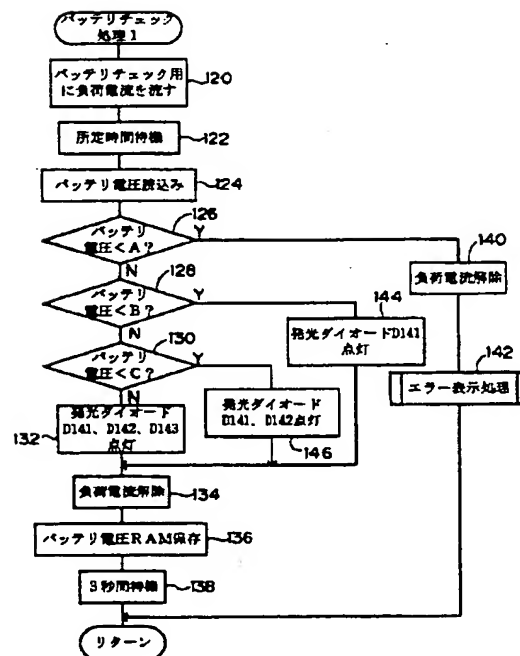 バッテリチェック
処理1
バッテリチェック用
に負荷電流を流す
120
所定時間待機
122
バッテリ電圧読込み
124
126
バッテリ
電圧<A?
Y
N
140
負荷電流解除
128
バッテリ
電圧<B?
Y
N
144
発光ダイオードD141
点灯
130
バッテリ
電圧<C?
Y
N
142
エラー表示処理
132
発光ダイオード
D141、D142、D143
点灯
発光ダイオード
D141、D142点灯
146
負荷電流解除
134
バッテリ電圧RAM保存
136
3秒間待機
138
リターン